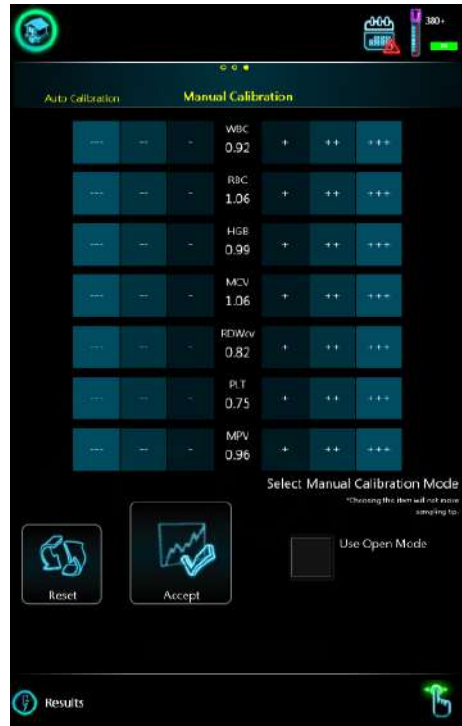 380+
Auto Calibration
Manual Calibration
--- -- - WBC + ++ +++
0.92
--- -- - RBC + ++ +++
1.06
--- -- - HGB + ++ +++
0.99
--- -- - MCV + ++ +++
1.06
--- -- - RDWcv + ++ +++
0.82
--- -- - PLT + ++ +++
0.75
--- -- - MPV + ++ +++
0.96
Select Manual Calibration Mode
*Choosing this item will not move
sampling tip.
Use Open Mode
Reset
Accept
Results